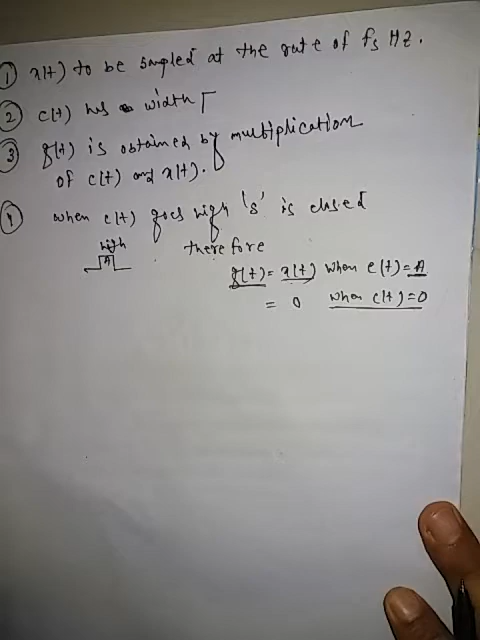 ① x(t) to be sampled at the rate of fs Hz.
② c(t) has a width τ
③ g(t) is obtained by multiplication
of c(t) and x(t).
④ when c(t) goes high 's' is closed
high
A
therefore
g(t) = x(t) when c(t) = A
= 0 when c(t) = 0